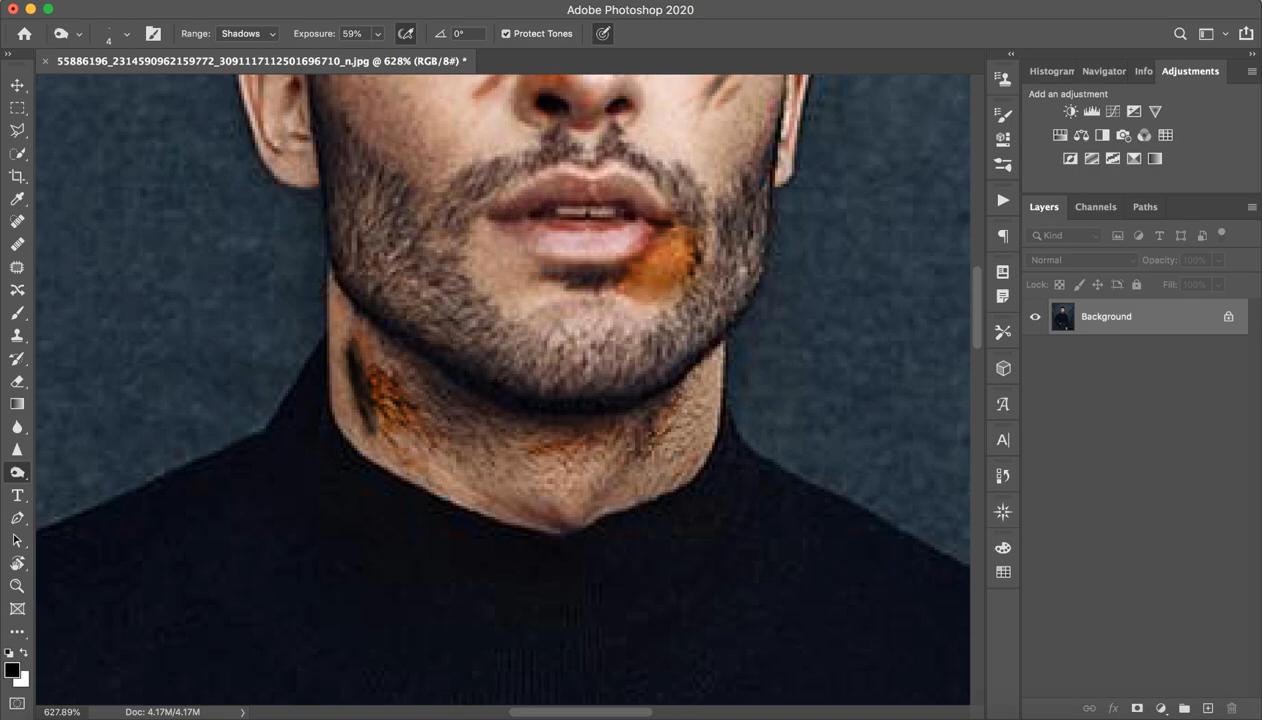 Adobe Photoshop 2020
4
Range: Shadows
Exposure: 59%
0°
Protect Tones
55886196_2314590962159772_3091117112501696710_n.jpg @ 628% (RGB/8#) *
Histogram
Navigator
Info
Adjustments
Add an adjustment
Layers
Channels
Paths
Kind
Normal
Opacity: 100%
Lock:
Fill: 100%
Background
627.89%
Doc: 4.17M/4.17M